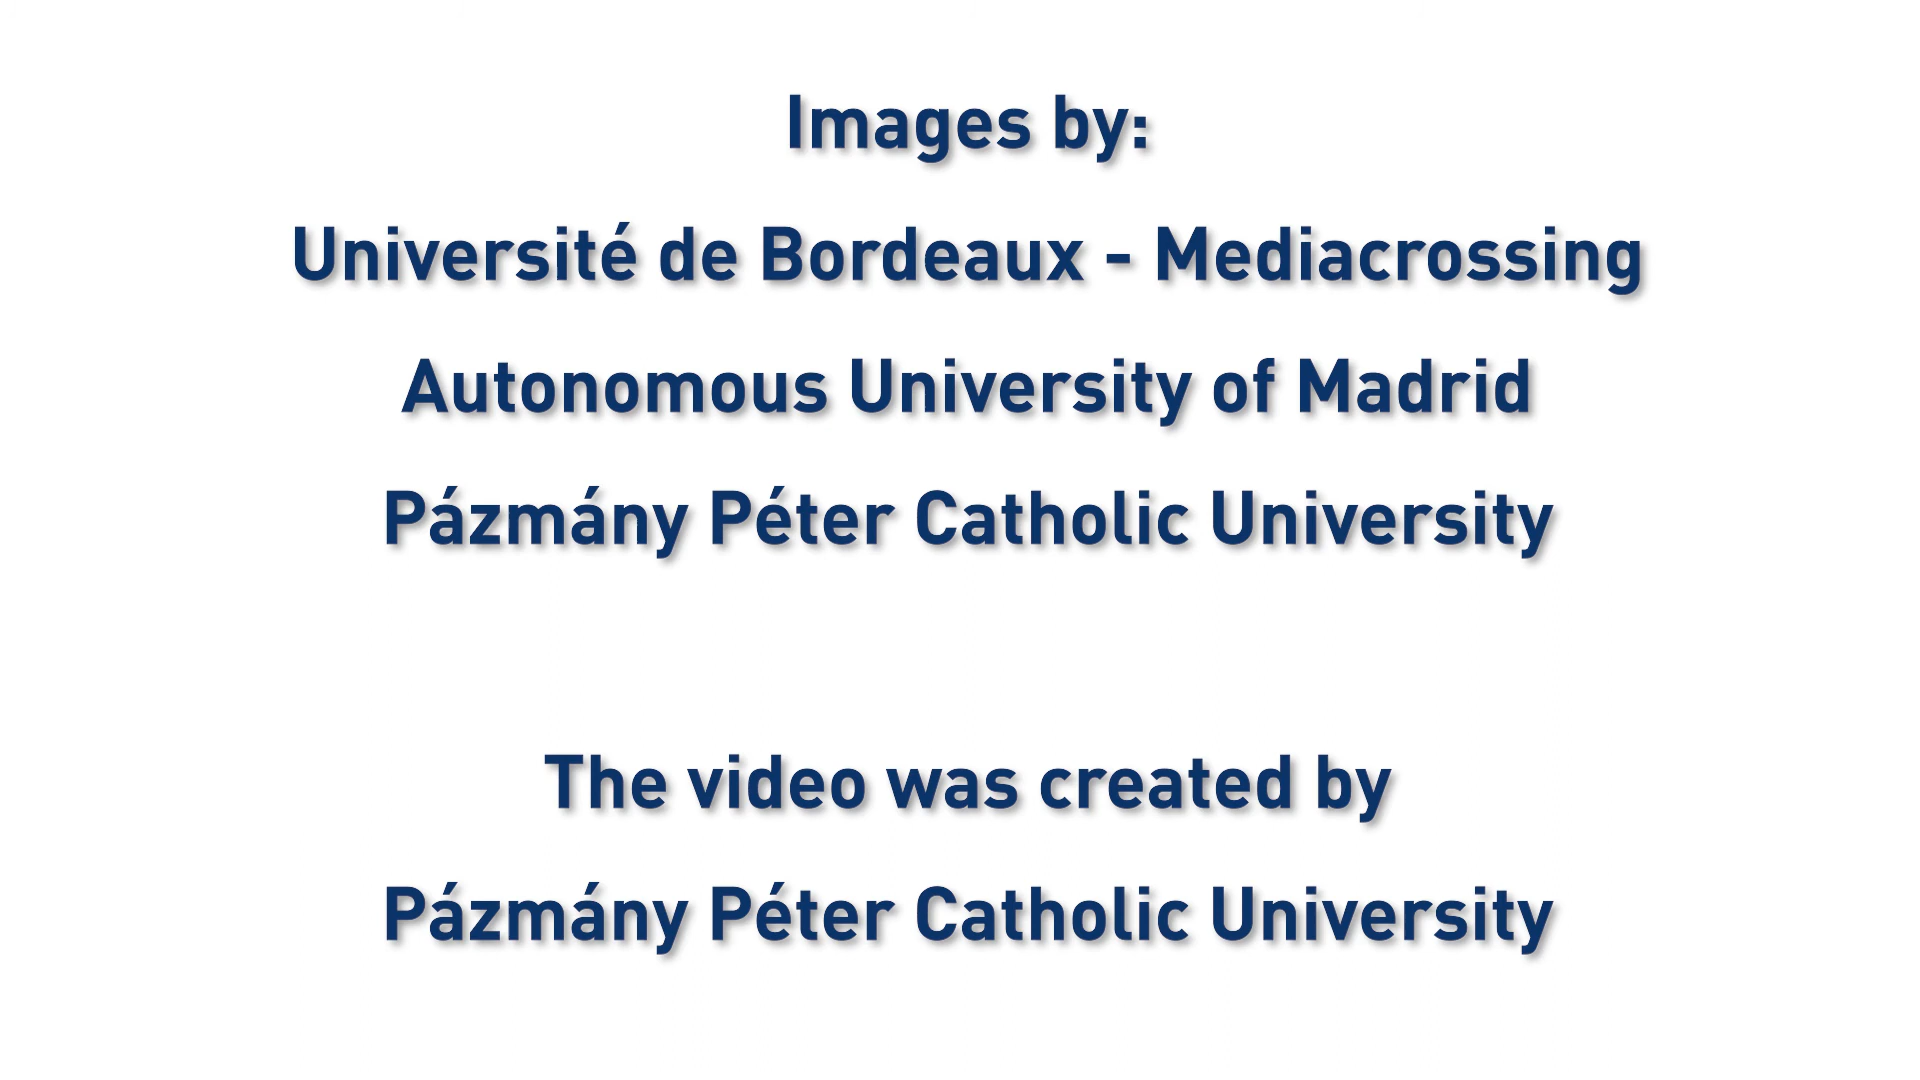 Images by:
Université de Bordeaux - Mediacrossing
Autonomous University of Madrid
Pázmány Péter Catholic University
The video was created by
Pázmány Péter Catholic University